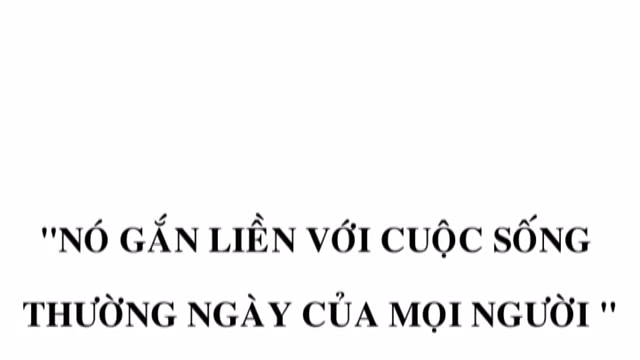 "NÓ GẮN LIỀN VỚI CUỘC SỐNG
THƯỜNG NGÀY CỦA MỌI NGƯỜI "